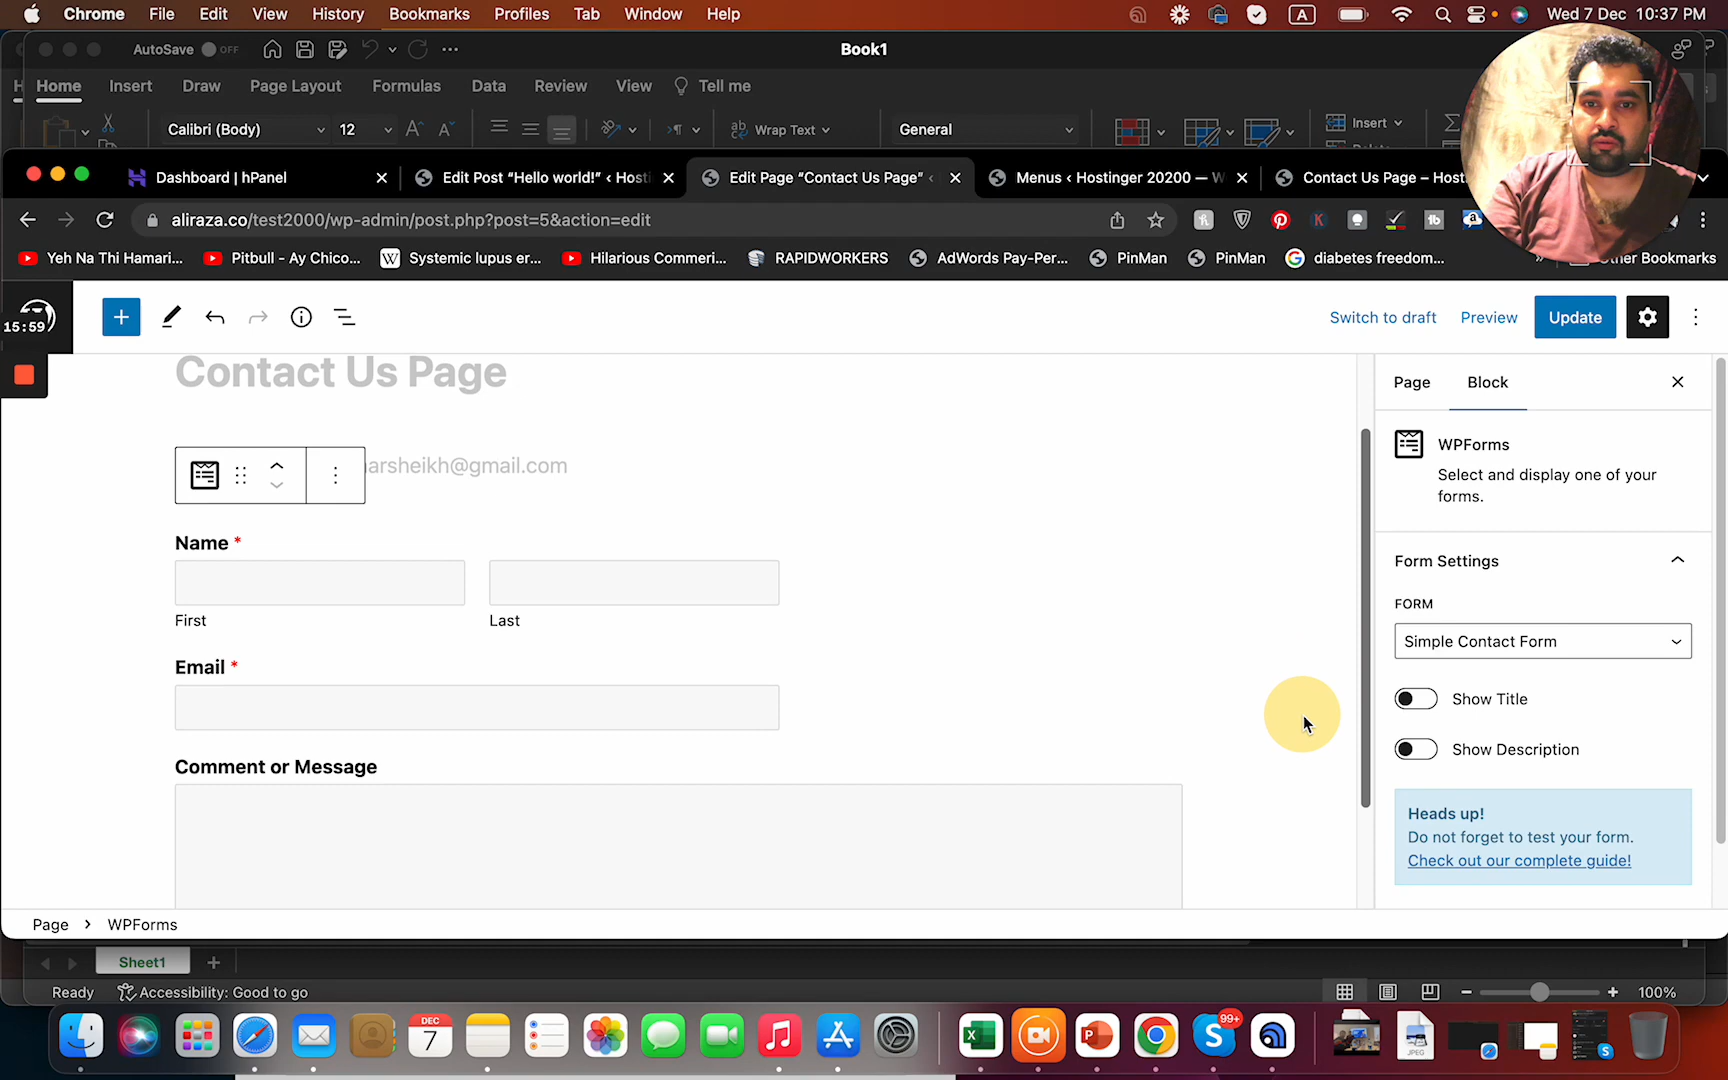 Chrome File Edit View History Bookmarks Profiles Tab Window Help A Wed 7 Dec 10:37 PM
AutoSave OFF Book1
Home Insert Draw Page Layout Formulas Data Review View Tell me
Calibri (Body) 12 Wrap Text General Insert
Dashboard | hPanel Edit Post “Hello world!” ‹ Hosti Edit Page “Contact Us Page” ‹ Menus ‹ Hostinger 20200 — W Contact Us Page – Host
aliraza.co/test2000/wp-admin/post.php?post=5&action=edit
Yeh Na Thi Hamari... Pitbull - Ay Chico... Systemic lupus er... Hilarious Commeri... RAPIDWORKERS AdWords Pay-Per... PinMan PinMan diabetes freedom... » Other Bookmarks
15:59
Switch to draft Preview Update
Contact Us Page
arsheikh@gmail.com
Name *
First Last
Email *
Comment or Message
Page Block
WPForms
Select and display one of your
forms.
Form Settings
FORM
Simple Contact Form
Show Title
Show Description
Heads up!
Do not forget to test your form.
Check out our complete guide!
Page › WPForms
Sheet1
Ready Accessibility: Good to go 100%
DEC
7
99+
JPEG